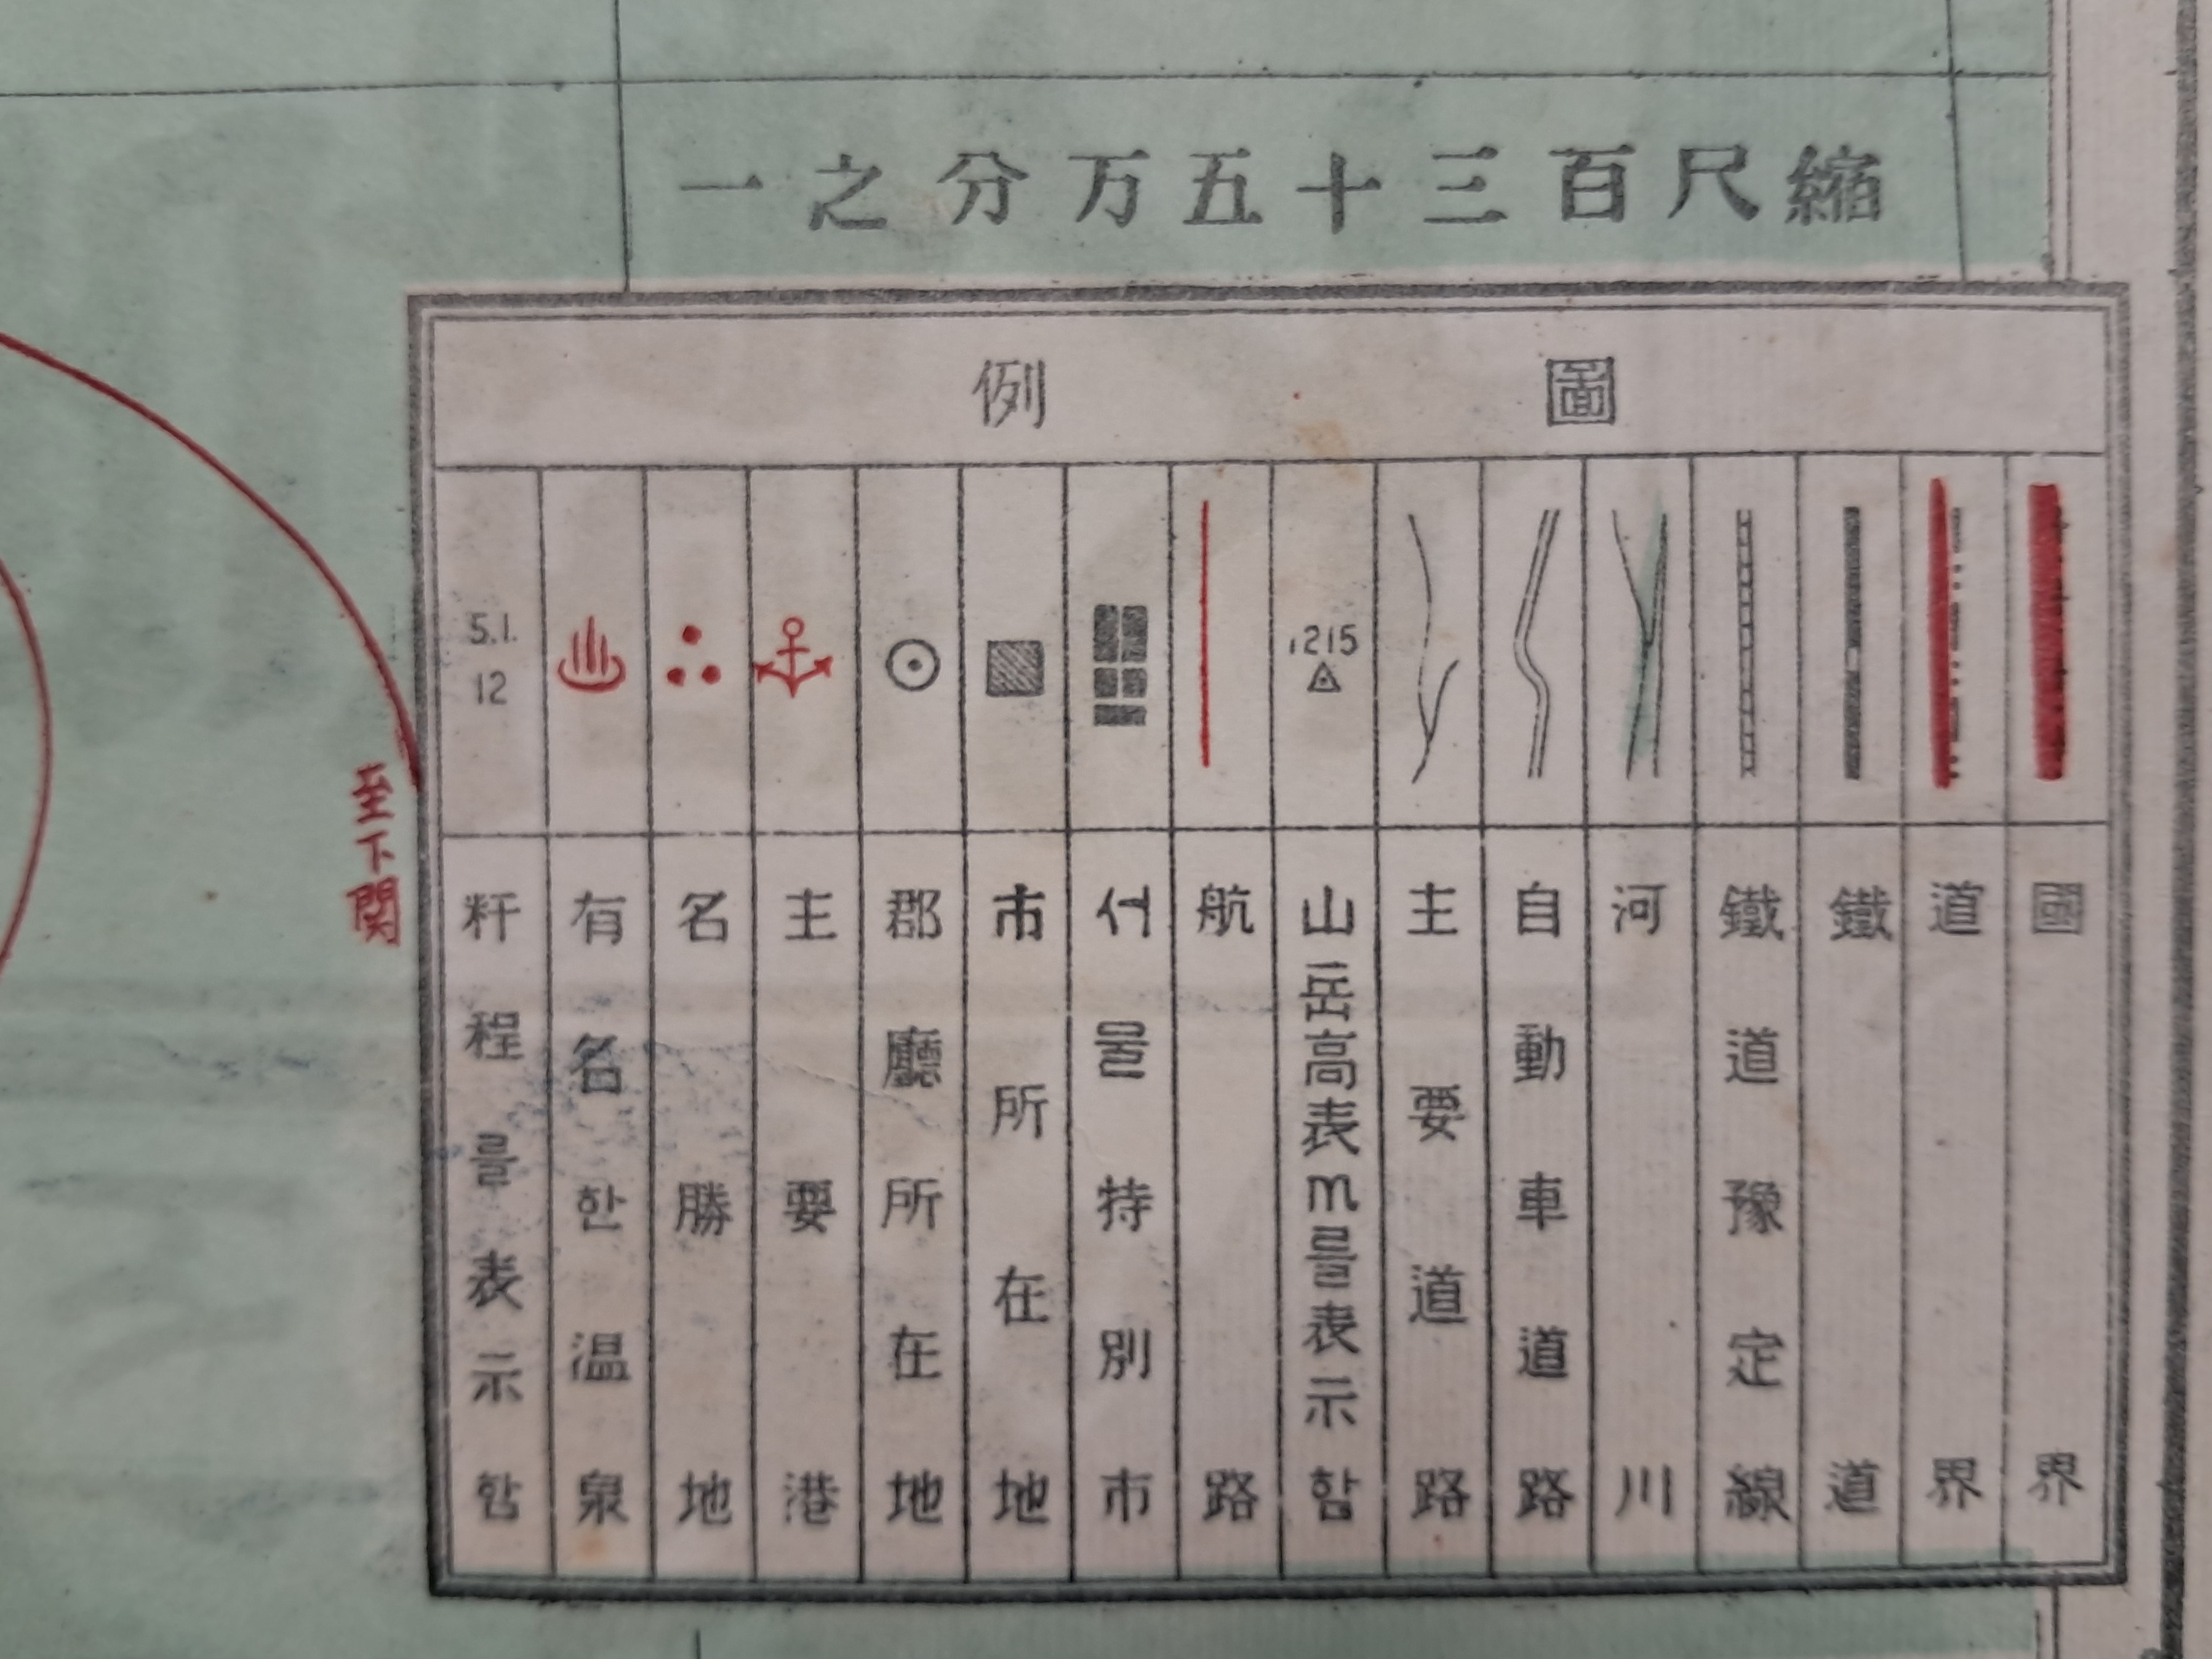 縮尺百三十五万分之一
圖例
國界
道界
鐵道
鐵道豫定線
河川
自動車道路
主要道路
1215
山岳高表m를表示함
航路
서울特別市
市所在地
郡廳所在地
主要港
名勝地
有名한温泉
5.1.
12
粁程를表示함
至下関